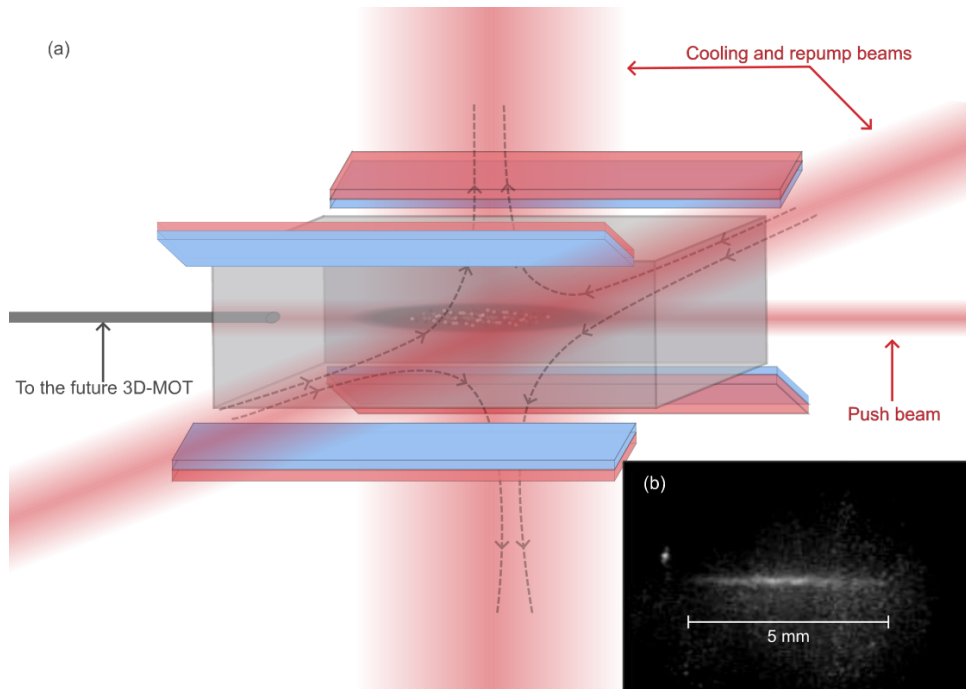 (a)
Cooling and repump beams
To the future 3D-MOT
Push beam
(b)
5 mm